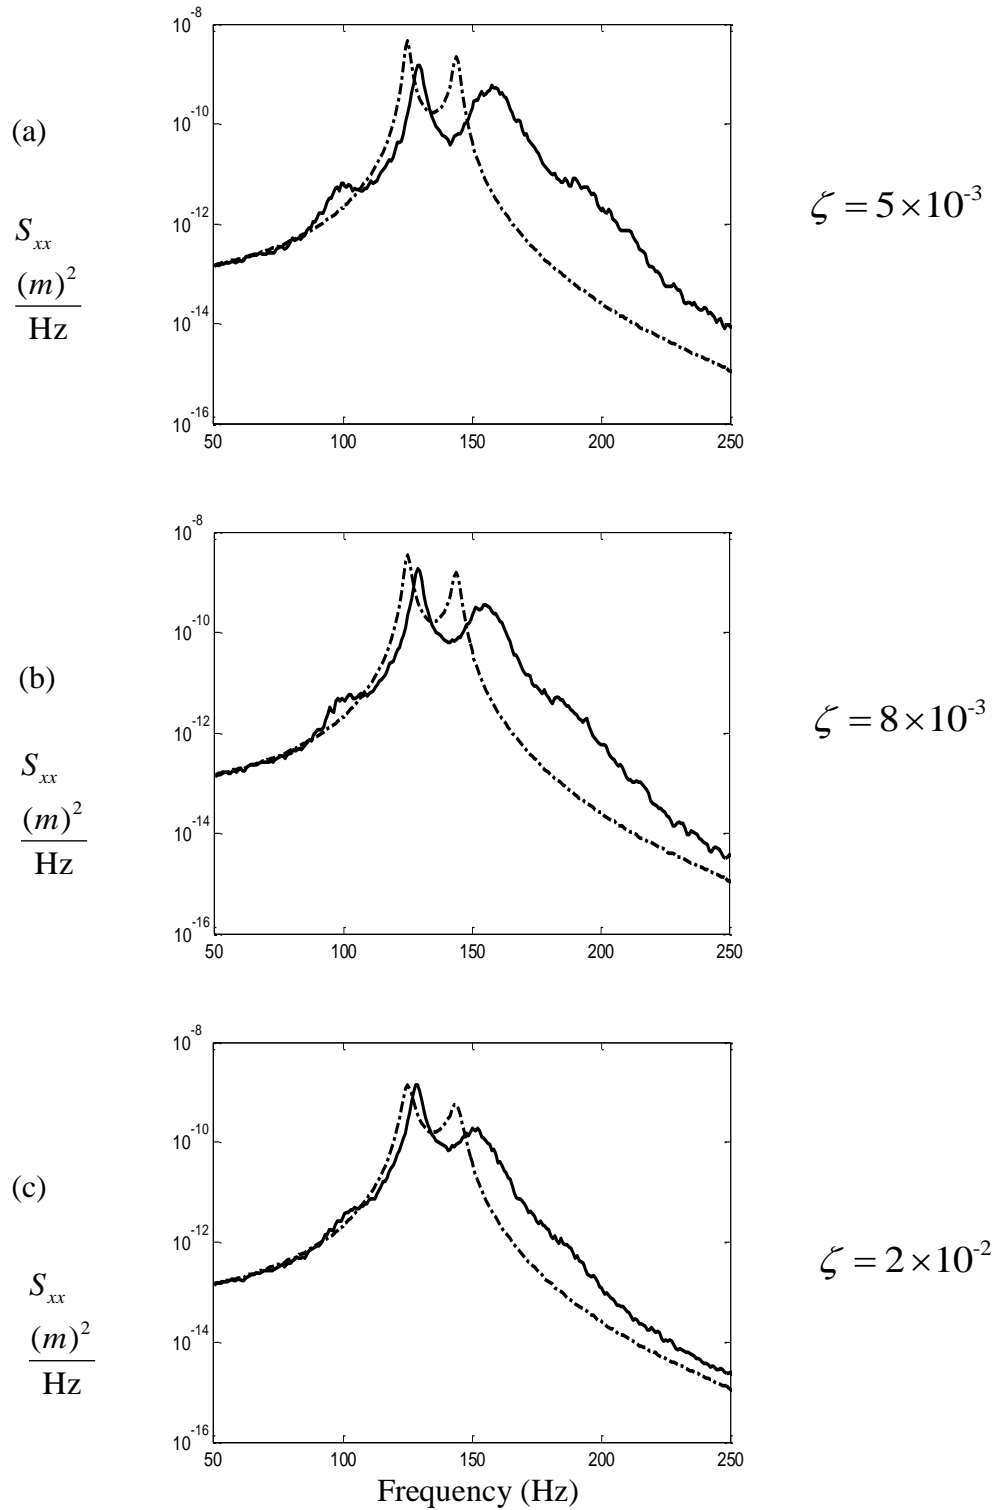 10^-8
10^-10
10^-12
10^-14
10^-16
50 100 150 200 250
(a)
S_xx
(m)^2
Hz
ζ = 5×10^-3
10^-8
10^-10
10^-12
10^-14
10^-16
50 100 150 200 250
(b)
S_xx
(m)^2
Hz
ζ = 8×10^-3
10^-8
10^-10
10^-12
10^-14
10^-16
50 100 150 200 250
(c)
S_xx
(m)^2
Hz
ζ = 2×10^-2
Frequency (Hz)